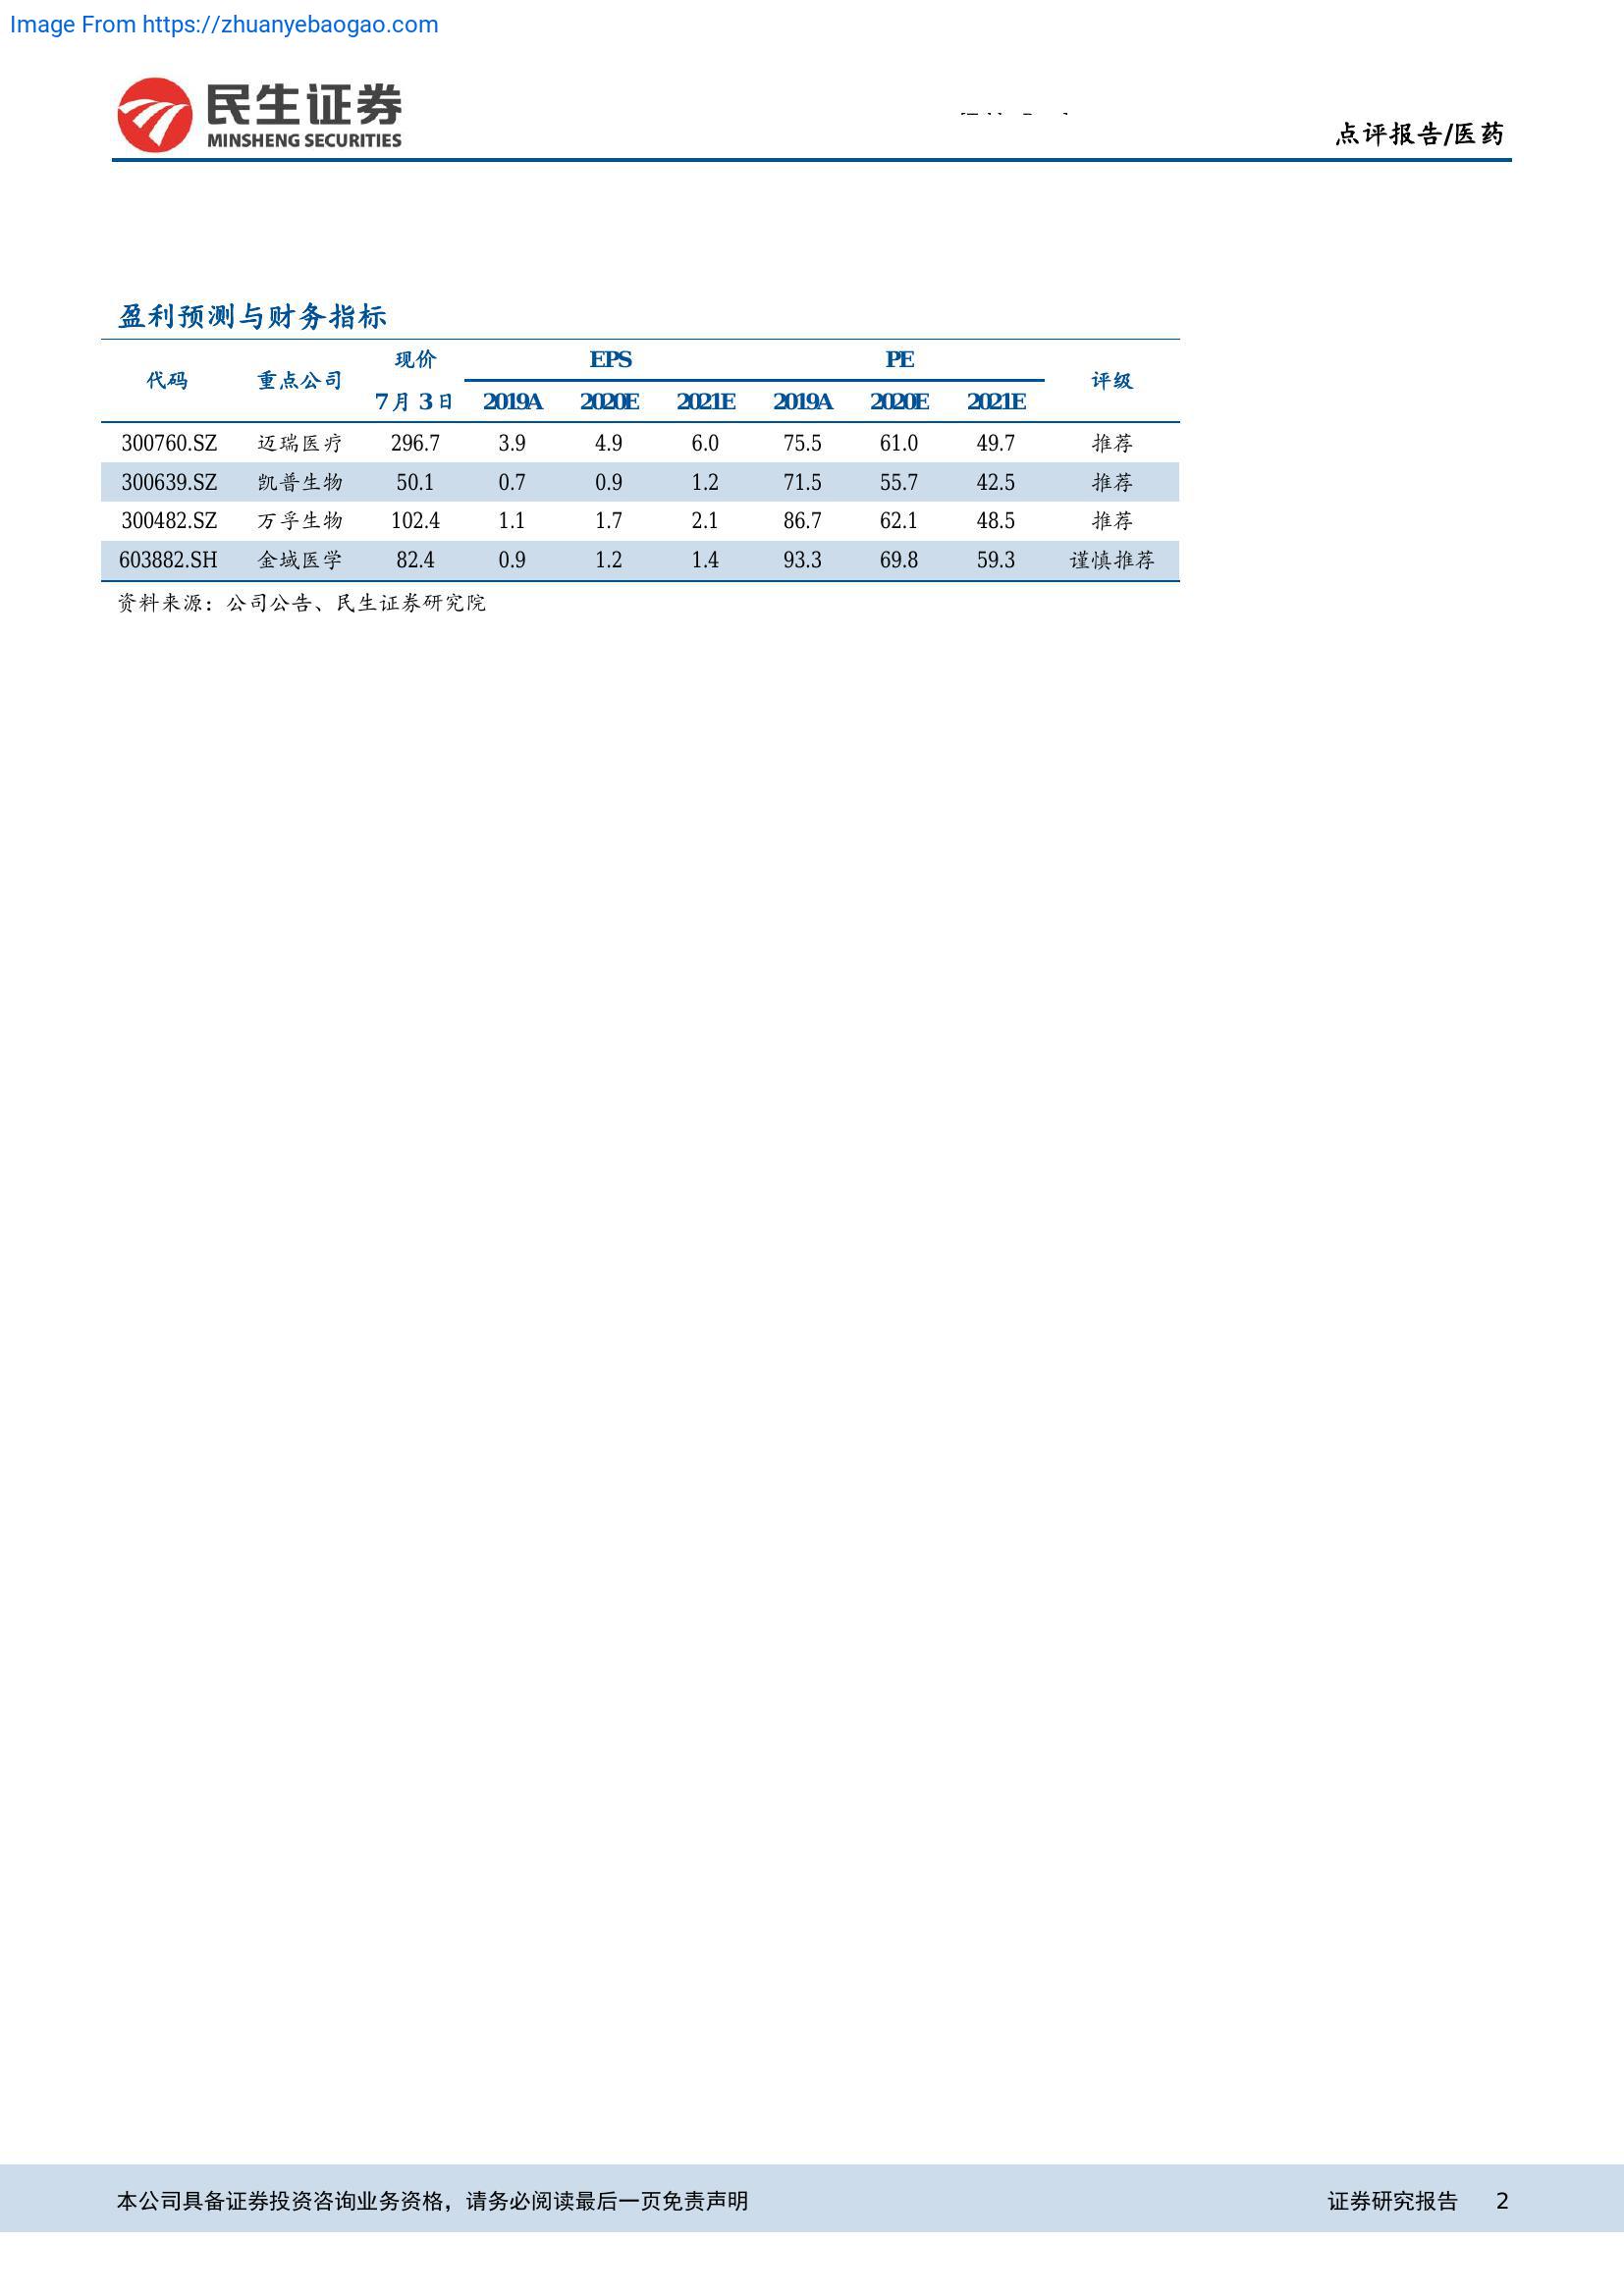 Image From https://zhuanyebaogao.com
民生证券
MINSHENG SECURITIES
点评报告/医药
盈利预测与财务指标
代码 重点公司 现价 EPS PE 评级
7月3日 2019A 2020E 2021E 2019A 2020E 2021E
300760.SZ 迈瑞医疗 296.7 3.9 4.9 6.0 75.5 61.0 49.7 推荐
300639.SZ 凯普生物 50.1 0.7 0.9 1.2 71.5 55.7 42.5 推荐
300482.SZ 万孚生物 102.4 1.1 1.7 2.1 86.7 62.1 48.5 推荐
603882.SH 金域医学 82.4 0.9 1.2 1.4 93.3 69.8 59.3 谨慎推荐
资料来源：公司公告、民生证券研究院
本公司具备证券投资咨询业务资格，请务必阅读最后一页免责声明 证券研究报告 2